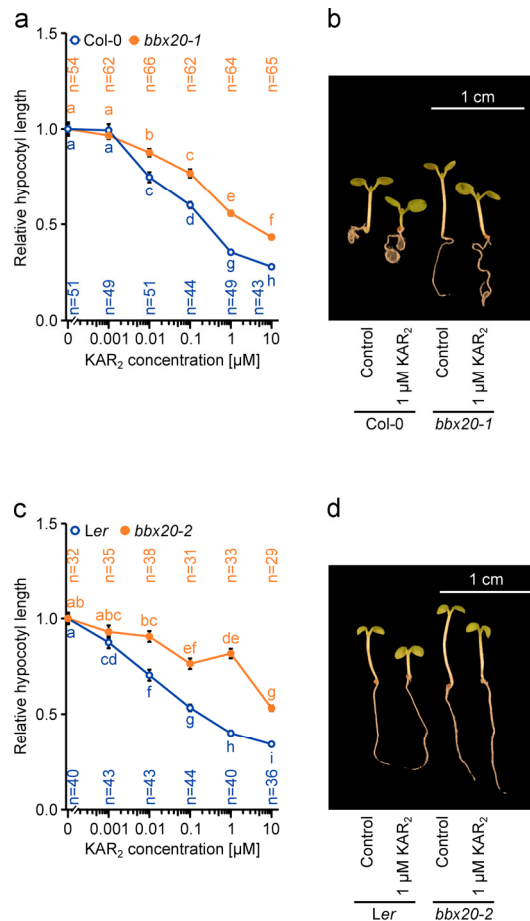 a
Col-0 bbx20-1
Relative hypocotyl length
1.5
1.0
0.5
0.0
n=54 n=62 n=66 n=62 n=64 n=65
a a b c e f
a a c d g h
n=51 n=49 n=51 n=44 n=49 n=43
0 0.001 0.01 0.1 1 10
KAR2 concentration [µM]
b
1 cm
Control
1 µM KAR2
Control
1 µM KAR2
Col-0 bbx20-1
c
Ler bbx20-2
Relative hypocotyl length
1.5
1.0
0.5
0.0
n=32 n=35 n=38 n=31 n=33 n=29
ab abc bc ef de g
a cd f g h i
n=40 n=43 n=43 n=44 n=40 n=36
0 0.001 0.01 0.1 1 10
KAR2 concentration [µM]
d
1 cm
Control
1 µM KAR2
Control
1 µM KAR2
Ler bbx20-2